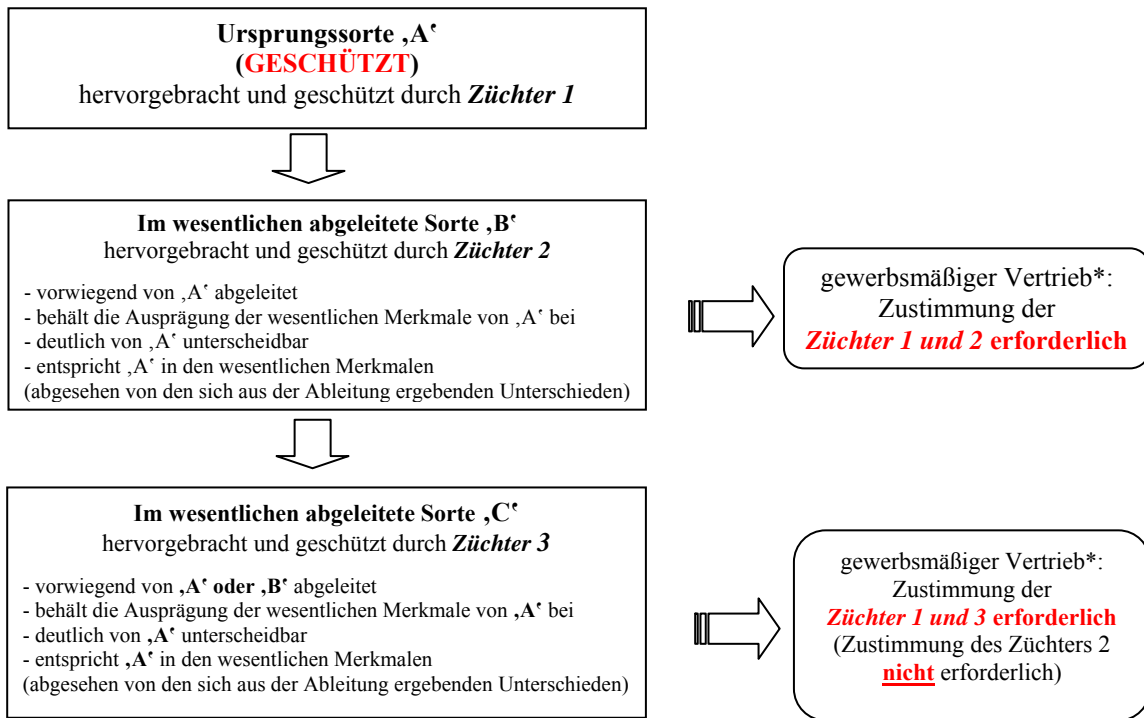 Ursprungssorte ‚A‛
(GESCHÜTZT)
hervorgebracht und geschützt durch Züchter 1
Im wesentlichen abgeleitete Sorte ‚B‛
hervorgebracht und geschützt durch Züchter 2
- vorwiegend von ‚A‛ abgeleitet
- behält die Ausprägung der wesentlichen Merkmale von ‚A‛ bei
- deutlich von ‚A‛ unterscheidbar
- entspricht ‚A‛ in den wesentlichen Merkmalen
(abgesehen von den sich aus der Ableitung ergebenden Unterschieden)
gewerbsmäßiger Vertrieb*:
Zustimmung der
Züchter 1 und 2 erforderlich
Im wesentlichen abgeleitete Sorte ‚C‛
hervorgebracht und geschützt durch Züchter 3
- vorwiegend von ‚A‛ oder ‚B‛ abgeleitet
- behält die Ausprägung der wesentlichen Merkmale von ‚A‛ bei
- deutlich von ‚A‛ unterscheidbar
- entspricht ‚A‛ in den wesentlichen Merkmalen
(abgesehen von den sich aus der Ableitung ergebenden Unterschieden)
gewerbsmäßiger Vertrieb*:
Zustimmung der
Züchter 1 und 3 erforderlich
(Zustimmung des Züchters 2
nicht erforderlich)